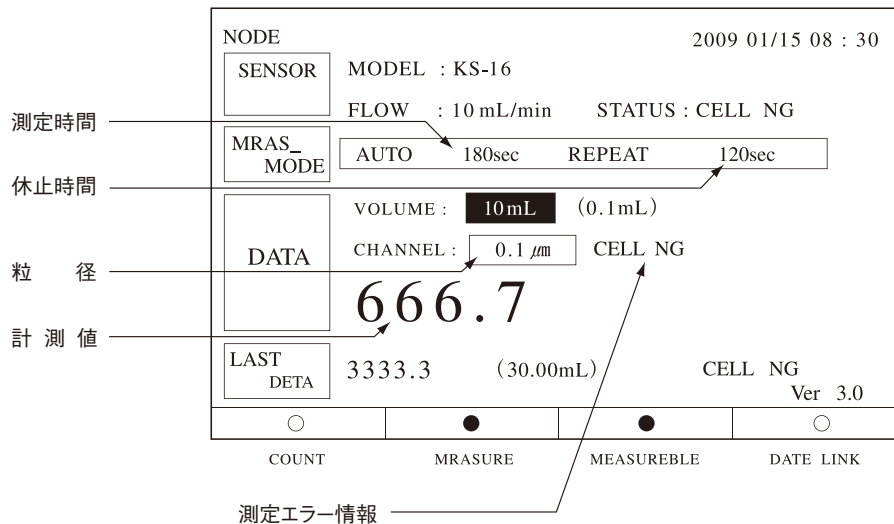 NODE 2009 01/15 08 : 30
SENSOR MODEL : KS-16
FLOW : 10 mL/min STATUS : CELL NG
測定時間
MRAS_
MODE AUTO 180sec REPEAT 120sec
休止時間
VOLUME : 10 mL (0.1mL)
DATA CHANNEL : 0.1 μm CELL NG
粒 径
666.7
計 測 値
LAST
DETA 3333.3 (30.00mL) CELL NG
Ver 3.0
COUNT MRASURE MEASUREBLE DATE LINK
測定エラー情報